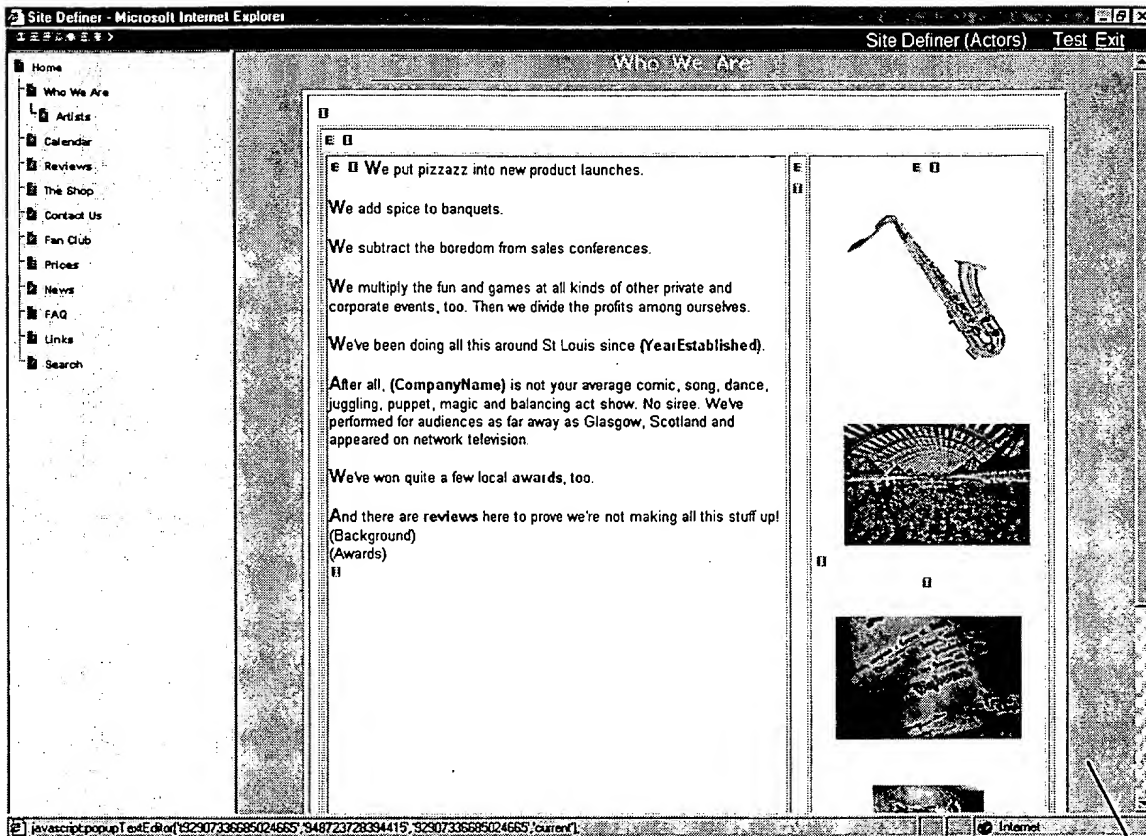 Site Definer - Microsoft Internet Explorer
Site Definer (Actors) Test Exit
Home
Who We Are
Artists
Calendar
Reviews
The Shop
Contact Us
Fan Club
Prices
News
FAQ
Links
Search
Who We Are
I
E I
E I We put pizzazz into new product launches.
We add spice to banquets.
We subtract the boredom from sales conferences.
We multiply the fun and games at all kinds of other private and
corporate events, too. Then we divide the profits among ourselves.
We've been doing all this around St Louis since (YearEstablished).
After all, (CompanyName) is not your average comic, song, dance,
juggling, puppet, magic and balancing act show. No siree. We've
performed for audiences as far away as Glasgow, Scotland and
appeared on network television.
We've won quite a few local awards, too.
And there are reviews here to prove we're not making all this stuff up!
(Background)
(Awards)
I
E
I
E I
I
I
javascript:popupTextEditor('t92907336685024665','948723728394415','92907336685024665','current');
Internet